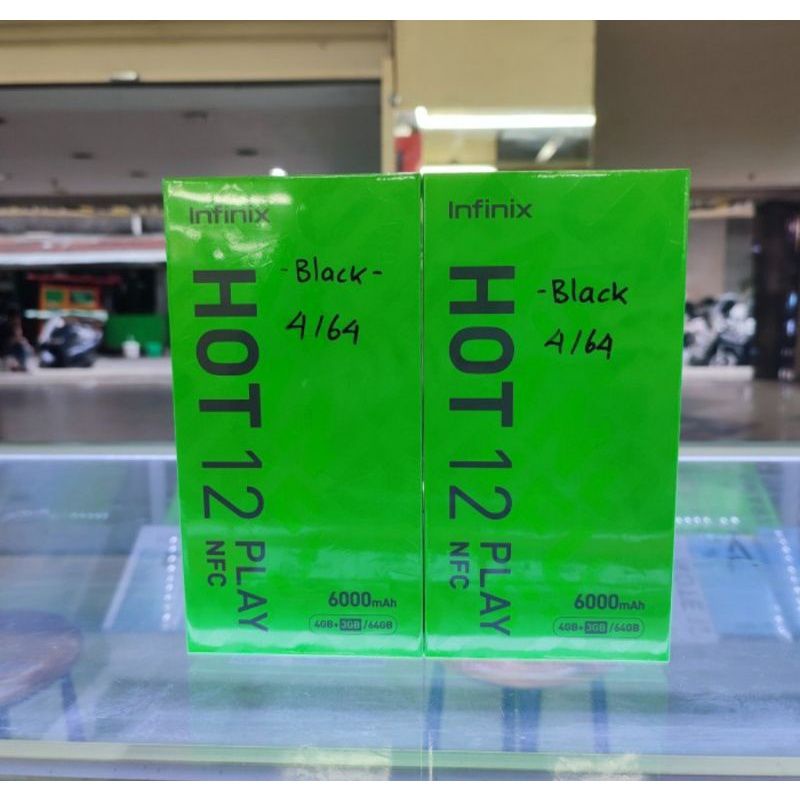 Infinix
-Black-
4/64
HOT 12 PLAY
NFC
6000mAh
4GB+3GB/64GB
Infinix
-Black
4/64
HOT 12 PLAY
NFC
6000mAh
4GB+3GB/64GB